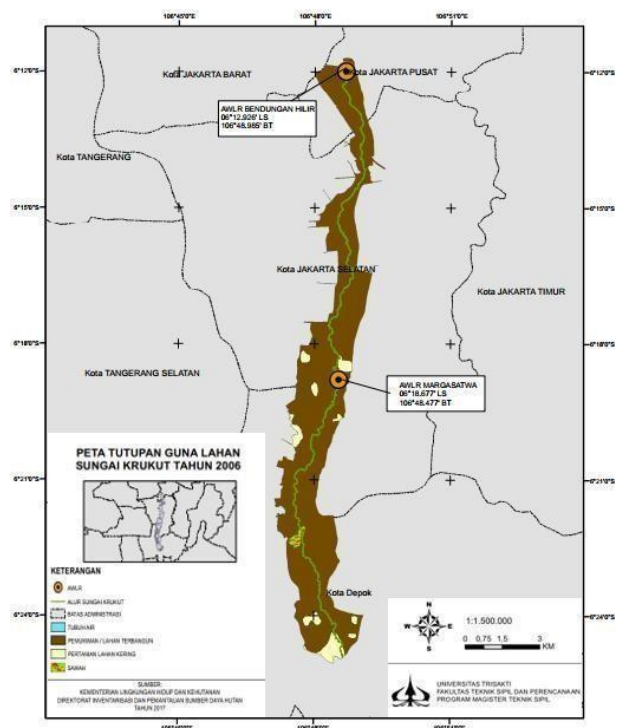 106°45'0"E 106°48'0"E 106°51'0"E
6°12'0"S
6°12'0"S
Kota JAKARTA BARAT
Kota JAKARTA PUSAT
AWLR BENDUNGAN HILIR
06°12.926' LS
106°48.985' BT
Kota TANGERANG
6°15'0"S
6°15'0"S
Kota JAKARTA SELATAN
Kota JAKARTA TIMUR
6°18'0"S
6°18'0"S
Kota TANGERANG SELATAN
AWLR MARGASATWA
06°18.677' LS
106°48.477' BT
PETA TUTUPAN GUNA LAHAN
SUNGAI KRUKUT TAHUN 2006
6°21'0"S
6°21'0"S
KETERANGAN
AWLR
ALUR SUNGAI KRUKUT
BATAS ADMINISTRASI
TUBUH AIR
PEMUKIMAN / LAHAN TERBANGUN
PERTANIAN LAHAN KERING
SAWAH
Kota Depok
6°24'0"S
6°24'0"S
N
W E
S
1:1.500.000
0 0.75 1.5 3
KM
SUMBER:
KEMENTERIAN LINGKUNGAN HIDUP DAN KEHUTANAN
DIREKTORAT INVENTARISASI DAN PEMANTAUAN SUMBER DAYA HUTAN
TAHUN 2017
UNIVERSITAS TRISAKTI
FAKULTAS TEKNIK SIPIL DAN PERENCANAAN
PROGRAM MAGISTER TEKNIK SIPIL